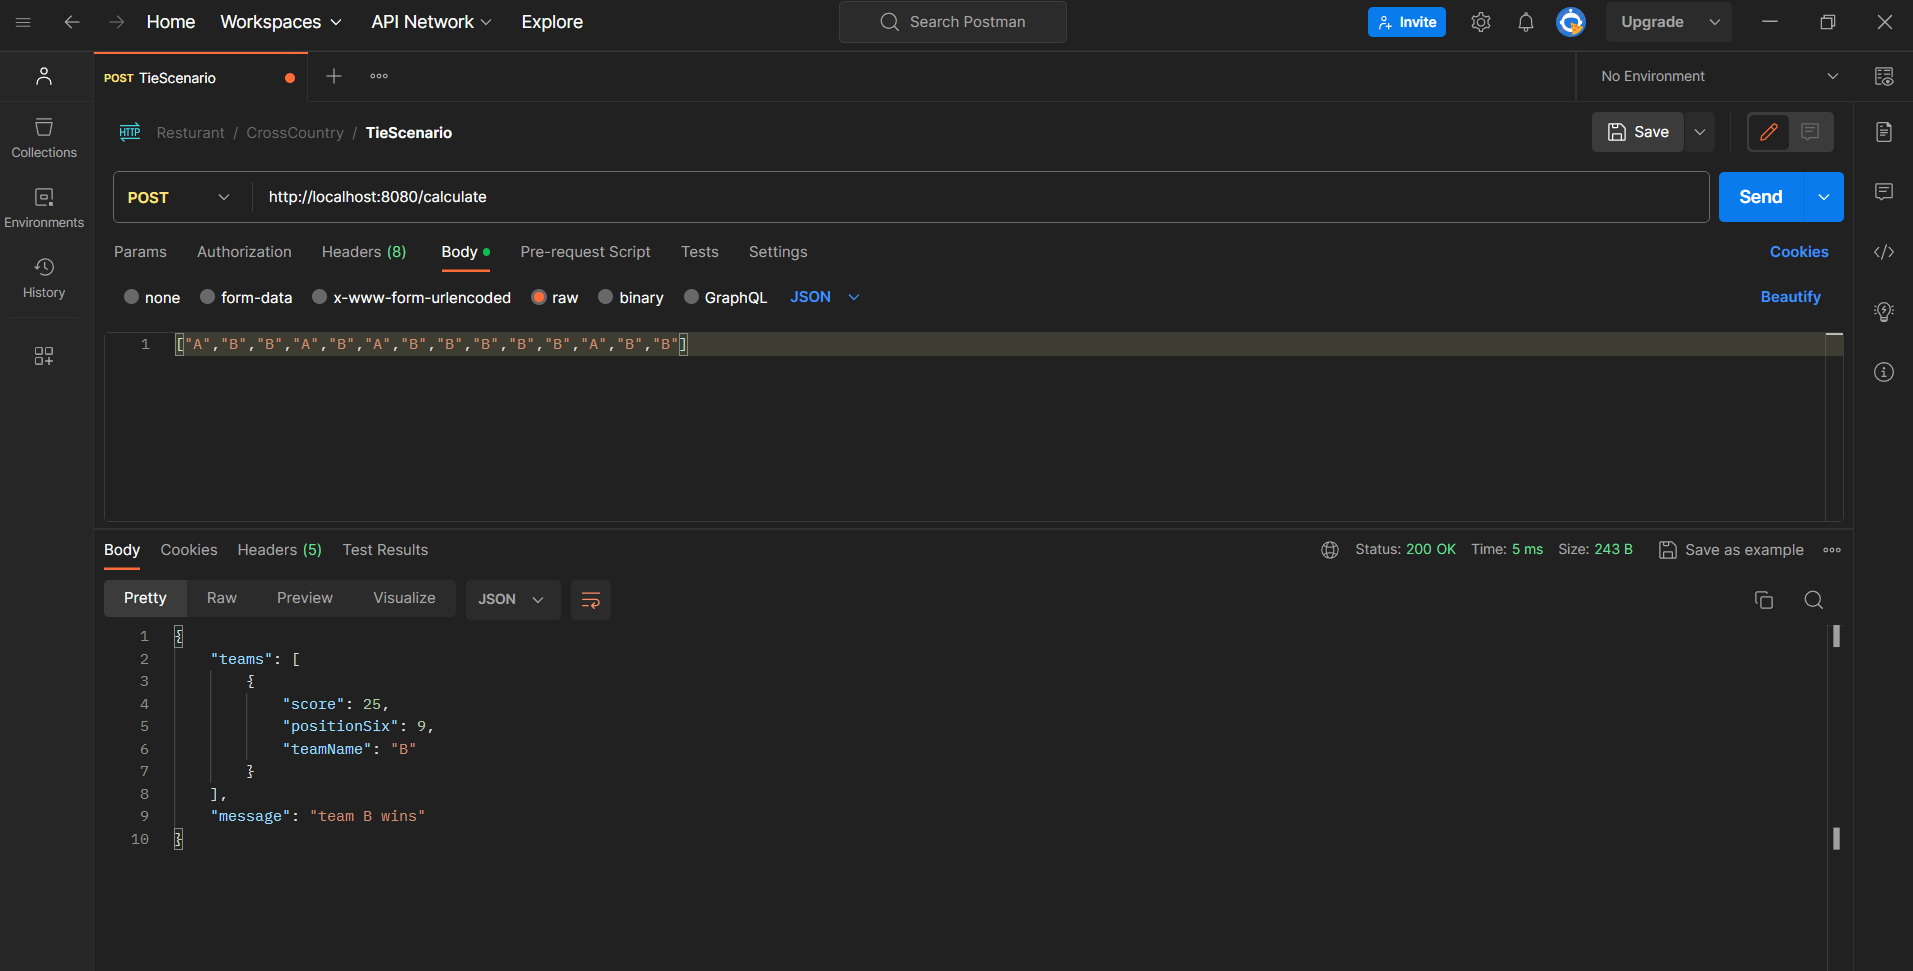 Home Workspaces API Network Explore Search Postman Invite Upgrade
POST TieScenario No Environment
HTTP Resturant / CrossCountry / TieScenario Save
Collections
POST http://localhost:8080/calculate Send
Environments
Params Authorization Headers (8) Body Pre-request Script Tests Settings Cookies
History
none form-data x-www-form-urlencoded raw binary GraphQL JSON Beautify
1 ["A","B","B","A","B","A","B","B","B","B","B","A","B","B"]
Body Cookies Headers (5) Test Results Status: 200 OK Time: 5 ms Size: 243 B Save as example
Pretty Raw Preview Visualize JSON
1 {
2 "teams": [
3 {
4 "score": 25,
5 "positionSix": 9,
6 "teamName": "B"
7 }
8 ],
9 "message": "team B wins"
10 }